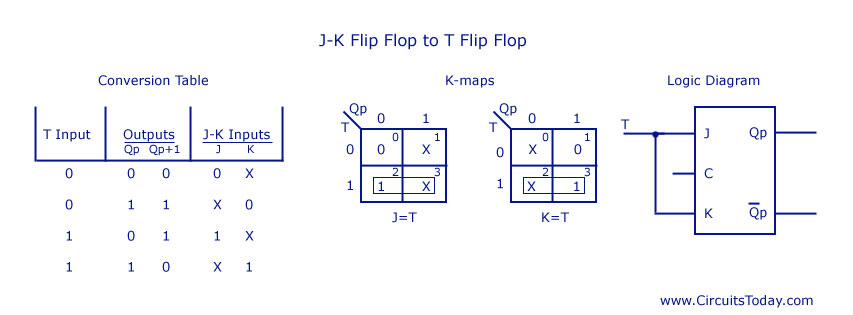 J-K Flip Flop to T Flip Flop
Conversion Table
T Input Outputs J-K Inputs
Qp Qp+1 J K
0 0 0 0 X
0 1 1 X 0
1 0 1 1 X
1 1 0 X 1
K-maps
Qp
T 0 1
0 0 0 X 1
1 1 2 X 3
J=T
Qp
T 0 1
0 X 0 0 1
1 X 2 1 3
K=T
Logic Diagram
T J Qp
C
K Q̅p
www.CircuitsToday.com